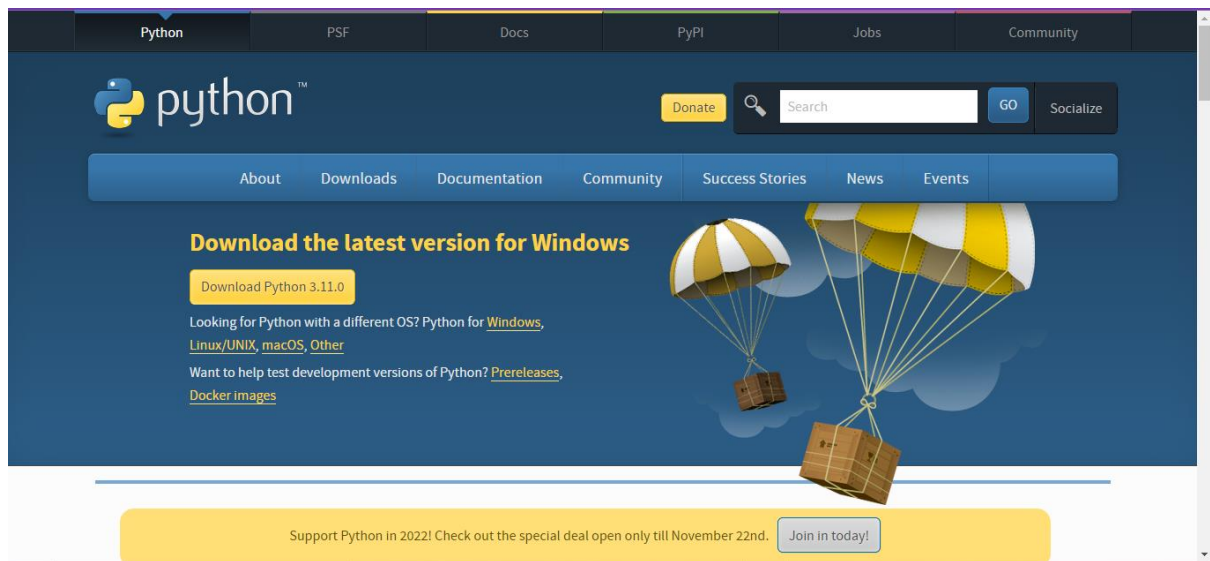 Python PSF Docs PyPI Jobs Community
python™
Donate Search GO Socialize
About Downloads Documentation Community Success Stories News Events
Download the latest version for Windows
Download Python 3.11.0
Looking for Python with a different OS? Python for Windows,
Linux/UNIX, macOS, Other
Want to help test development versions of Python? Prereleases,
Docker images
Support Python in 2022! Check out the special deal open only till November 22nd. Join in today!